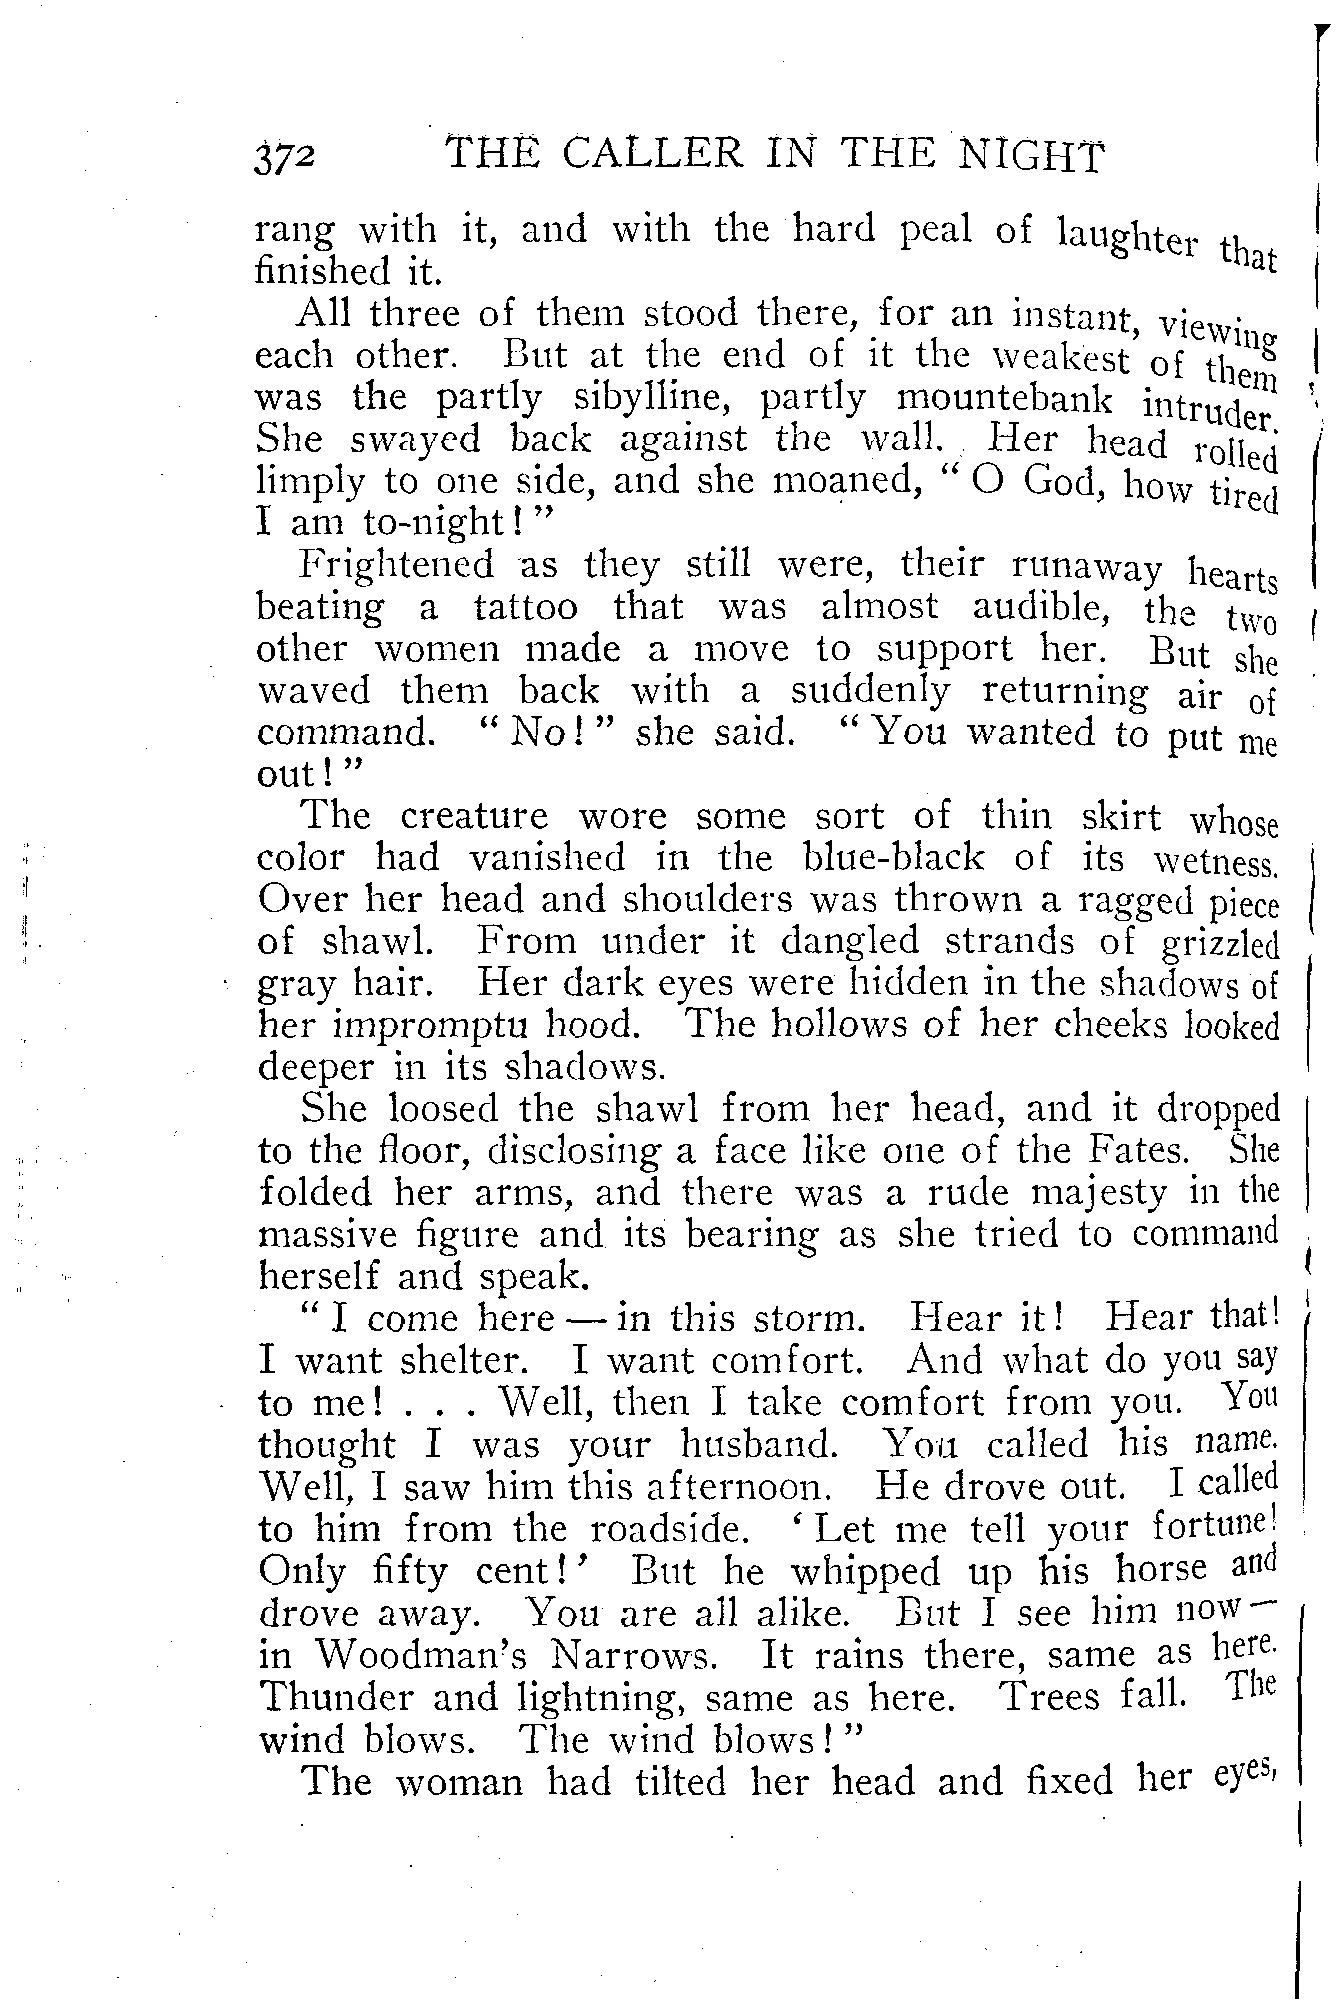 372 THE CALLER IN THE NIGHT
rang with it, and with the hard peal of laughter that
finished it.
All three of them stood there, for an instant, viewing
each other. But at the end of it the weakest of them
was the partly sibylline, partly mountebank intruder.
She swayed back against the wall. Her head rolled
limply to one side, and she moaned, " O God, how tired
I am to-night! "
Frightened as they still were, their runaway hearts
beating a tattoo that was almost audible, the two
other women made a move to support her. But she
waved them back with a suddenly returning air of
command. " No! " she said. " You wanted to put me
out! "
The creature wore some sort of thin skirt whose
color had vanished in the blue-black of its wetness.
Over her head and shoulders was thrown a ragged piece
of shawl. From under it dangled strands of grizzled
gray hair. Her dark eyes were hidden in the shadows of
her impromptu hood. The hollows of her cheeks looked
deeper in its shadows.
She loosed the shawl from her head, and it dropped
to the floor, disclosing a face like one of the Fates. She
folded her arms, and there was a rude majesty in the
massive figure and its bearing as she tried to command
herself and speak.
" I come here — in this storm. Hear it! Hear that!
I want shelter. I want comfort. And what do you say
to me! . . . Well, then I take comfort from you. You
thought I was your husband. You called his name.
Well, I saw him this afternoon. He drove out. I called
to him from the roadside. ' Let me tell your fortune!
Only fifty cent! ' But he whipped up his horse and
drove away. You are all alike. But I see him now —
in Woodman's Narrows. It rains there, same as here.
Thunder and lightning, same as here. Trees fall. The
wind blows. The wind blows! "
The woman had tilted her head and fixed her eyes,